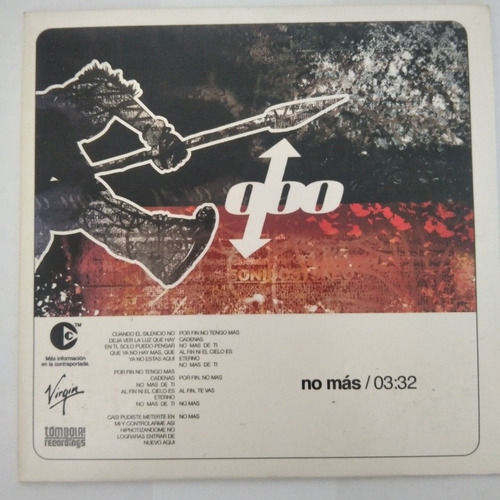 qbo
CUANDO EL SILENCIO NO
DEJA VER LA LUZ QUE HAY
EN TI, SOLO PUEDO PENSAR
QUE YA NO HAY MAS, QUE
YA NO ESTAS AQUI
POR FIN NO TENGO MAS
CADENAS
NO MAS DE TI
AL FIN NI EL CIELO ES
ETERNO
NO MAS DE TI
CASI PUDISTE METERTE EN
MI Y CONTROLARME ASI
HIPNOTIZANDOME NO
LOGRARAS ENTRAR DE
NUEVO AQUI
POR FIN NO TENGO MAS
CADENAS
NO MAS DE TI
AL FIN NI EL CIELO ES
ETERNO
NO MAS DE TI
POR FIN, NO MAS
AL FIN, TE VAS
NO MAS
NO MAS
no más / 03:32
Más información
en la contraportada.
Virgin
TOMBOLA!
recordings